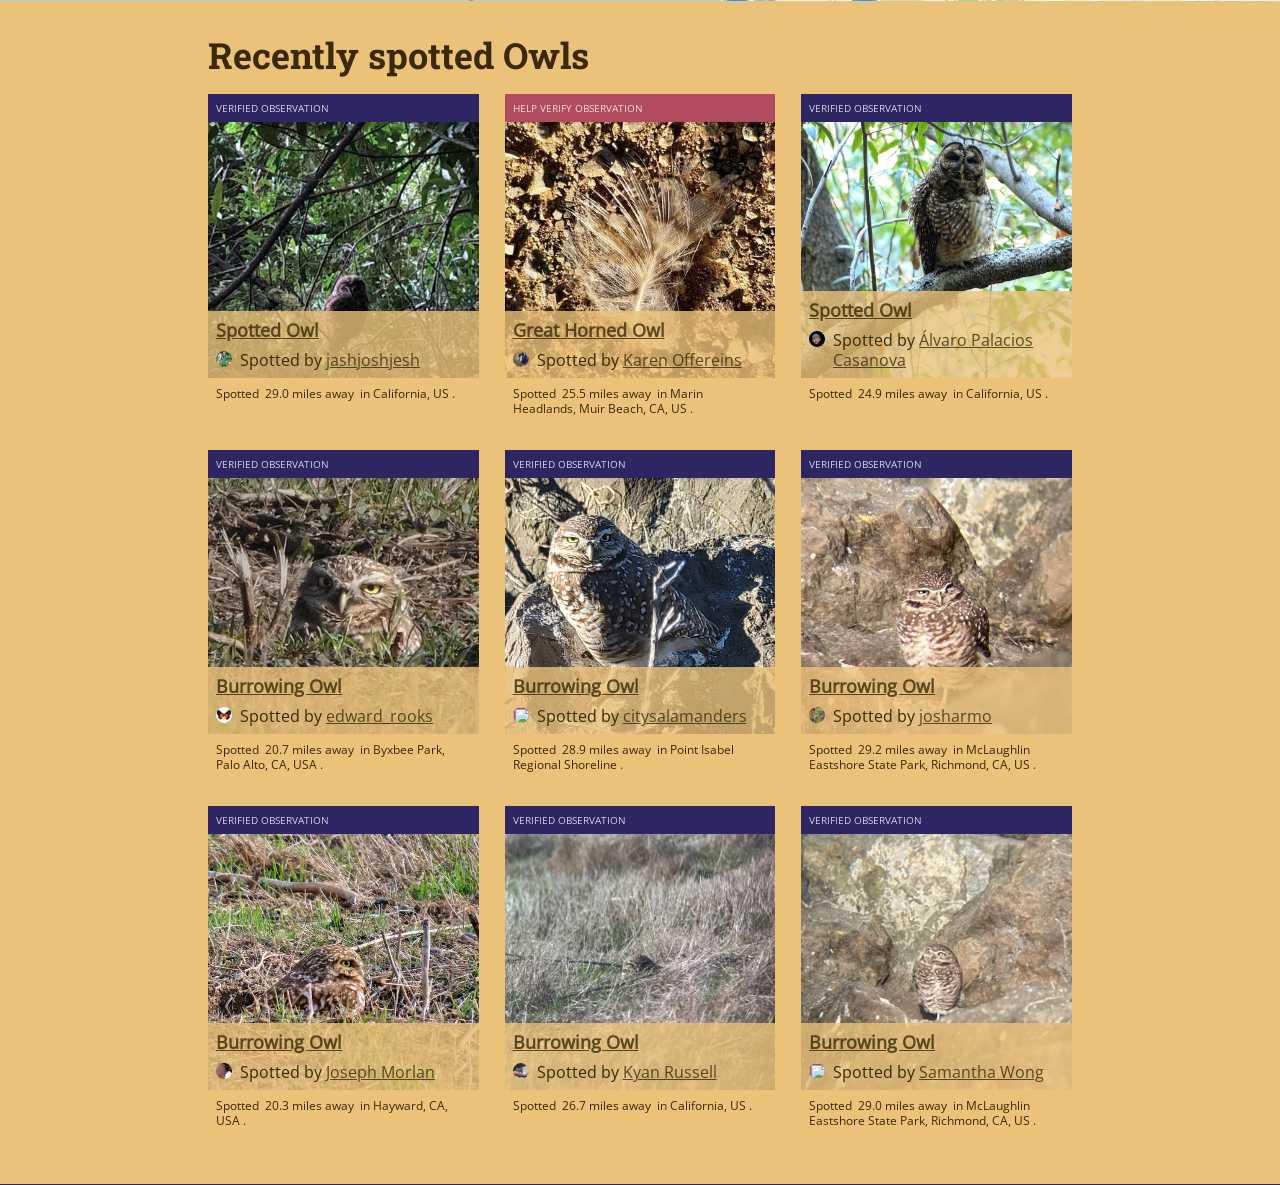 Recently spotted Owls
VERIFIED OBSERVATION
Spotted Owl
Spotted by jashjoshjesh
Spotted 29.0 miles away in California, US .
HELP VERIFY OBSERVATION
Great Horned Owl
Spotted by Karen Offereins
Spotted 25.5 miles away in Marin
Headlands, Muir Beach, CA, US .
VERIFIED OBSERVATION
Spotted Owl
Spotted by Álvaro Palacios
Casanova
Spotted 24.9 miles away in California, US .
VERIFIED OBSERVATION
Burrowing Owl
Spotted by edward_rooks
Spotted 20.7 miles away in Byxbee Park,
Palo Alto, CA, USA .
VERIFIED OBSERVATION
Burrowing Owl
Spotted by citysalamanders
Spotted 28.9 miles away in Point Isabel
Regional Shoreline .
VERIFIED OBSERVATION
Burrowing Owl
Spotted by josharmo
Spotted 29.2 miles away in McLaughlin
Eastshore State Park, Richmond, CA, US .
VERIFIED OBSERVATION
Burrowing Owl
Spotted by Joseph Morlan
Spotted 20.3 miles away in Hayward, CA,
USA .
VERIFIED OBSERVATION
Burrowing Owl
Spotted by Kyan Russell
Spotted 26.7 miles away in California, US .
VERIFIED OBSERVATION
Burrowing Owl
Spotted by Samantha Wong
Spotted 29.0 miles away in McLaughlin
Eastshore State Park, Richmond, CA, US .